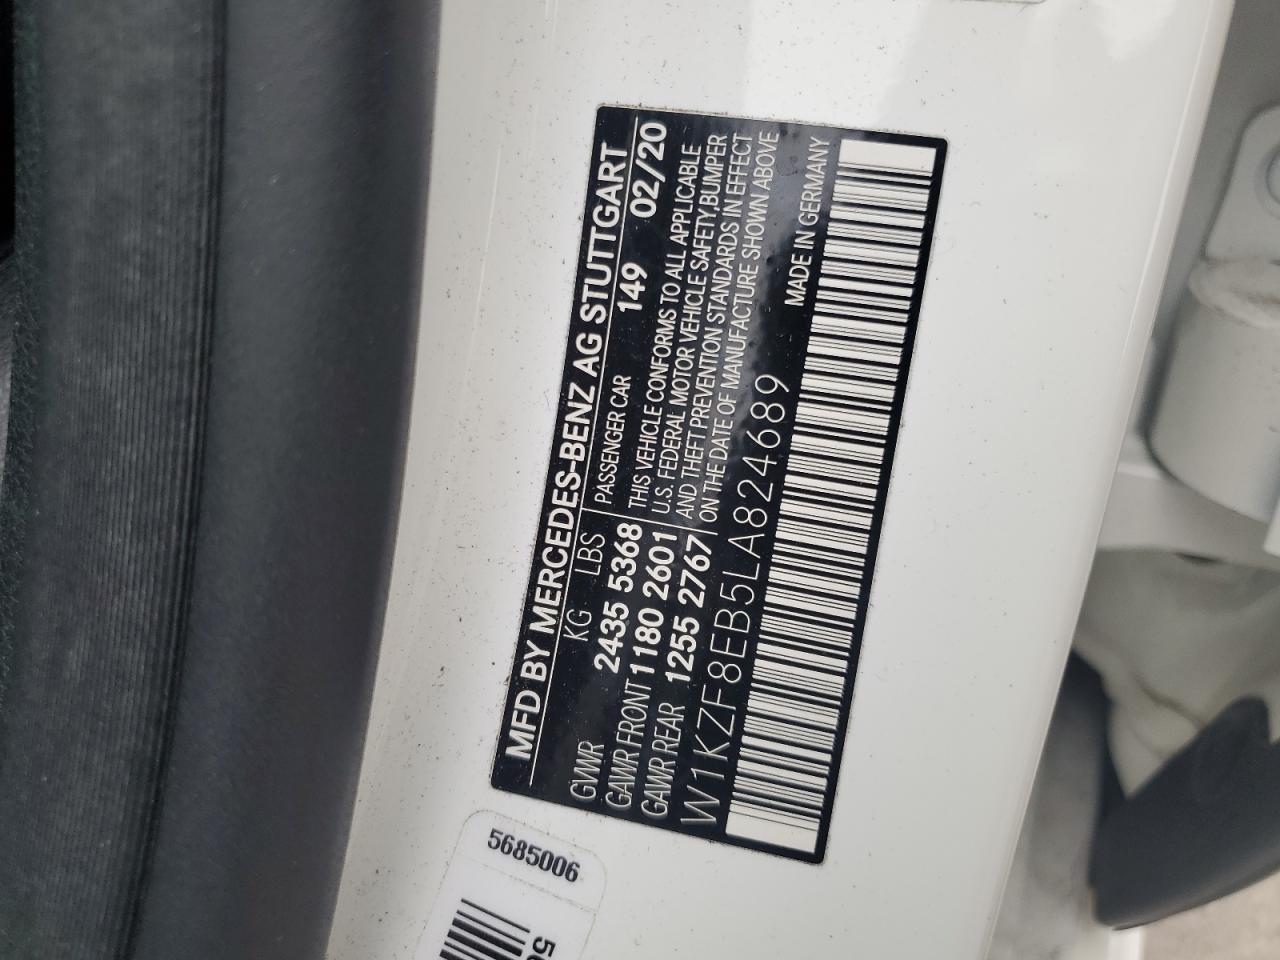 MFD BY MERCEDES-BENZ AG STUTTGART
KG LBS PASSENGER CAR 149 02/20
GVWR 2435 5368
GAWR FRONT 1180 2601
GAWR REAR 1255 2767
THIS VEHICLE CONFORMS TO ALL APPLICABLE
U.S. FEDERAL MOTOR VEHICLE SAFETY,BUMPER
AND THEFT PREVENTION STANDARDS IN EFFECT
ON THE DATE OF MANUFACTURE SHOWN ABOVE
W1KZF8EB5LA824689 MADE IN GERMANY
5685006